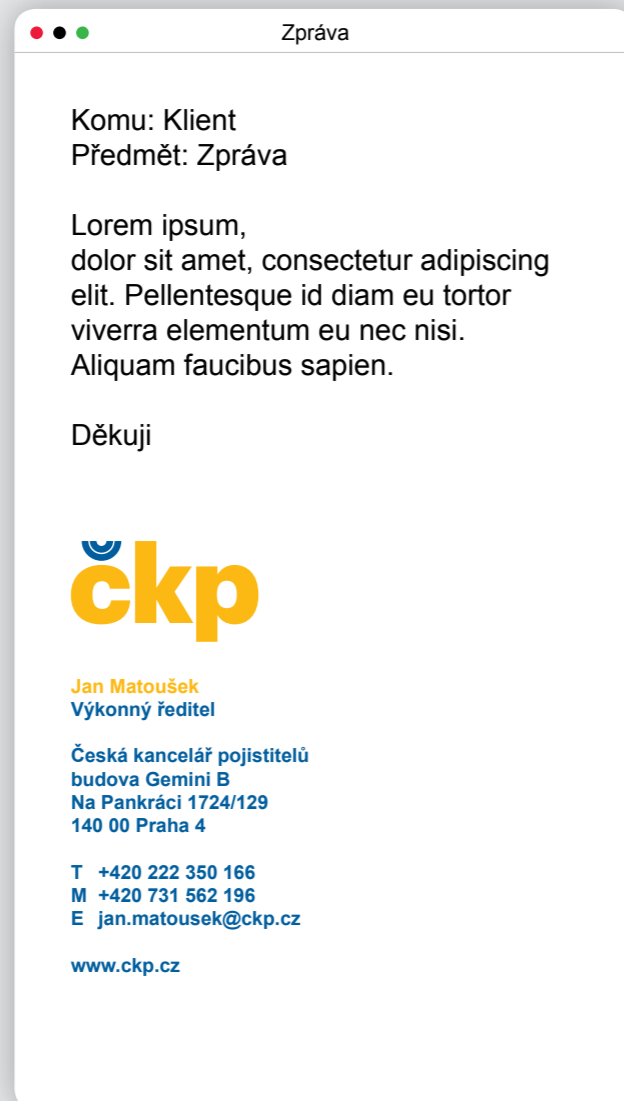 Zpráva
Komu: Klient
Předmět: Zpráva
Lorem ipsum,
dolor sit amet, consectetur adipiscing
elit. Pellentesque id diam eu tortor
viverra elementum eu nec nisi.
Aliquam faucibus sapien.
Děkuji
čkp
Jan Matoušek
Výkonný ředitel
Česká kancelář pojistitelů
budova Gemini B
Na Pankráci 1724/129
140 00 Praha 4
T +420 222 350 166
M +420 731 562 196
E jan.matousek@ckp.cz
www.ckp.cz